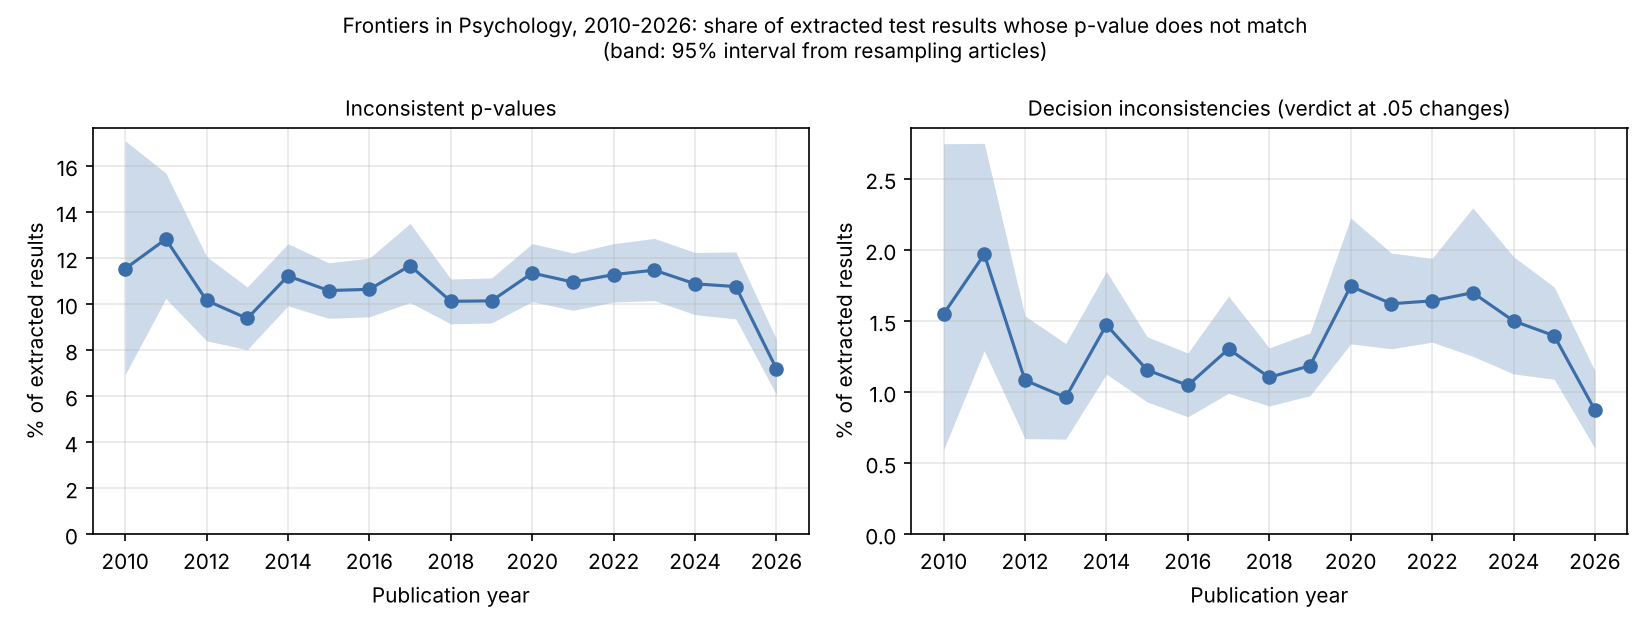 Frontiers in Psychology, 2010-2026: share of extracted test results whose p-value does not match
(band: 95% interval from resampling articles)
Inconsistent p-values
% of extracted results
16
14
12
10
8
6
4
2
0
2010 2012 2014 2016 2018 2020 2022 2024 2026
Publication year
Decision inconsistencies (verdict at .05 changes)
% of extracted results
2.5
2.0
1.5
1.0
0.5
0.0
2010 2012 2014 2016 2018 2020 2022 2024 2026
Publication year